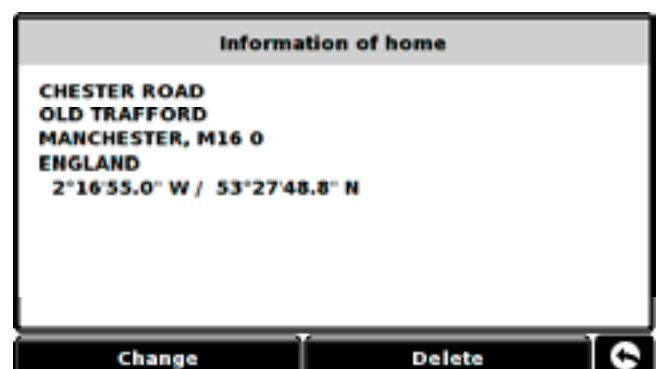 Information of home
CHESTER ROAD
OLD TRAFFORD
MANCHESTER, M16 0
ENGLAND
2°16'55.0" W / 53°27'48.8" N
Change
Delete